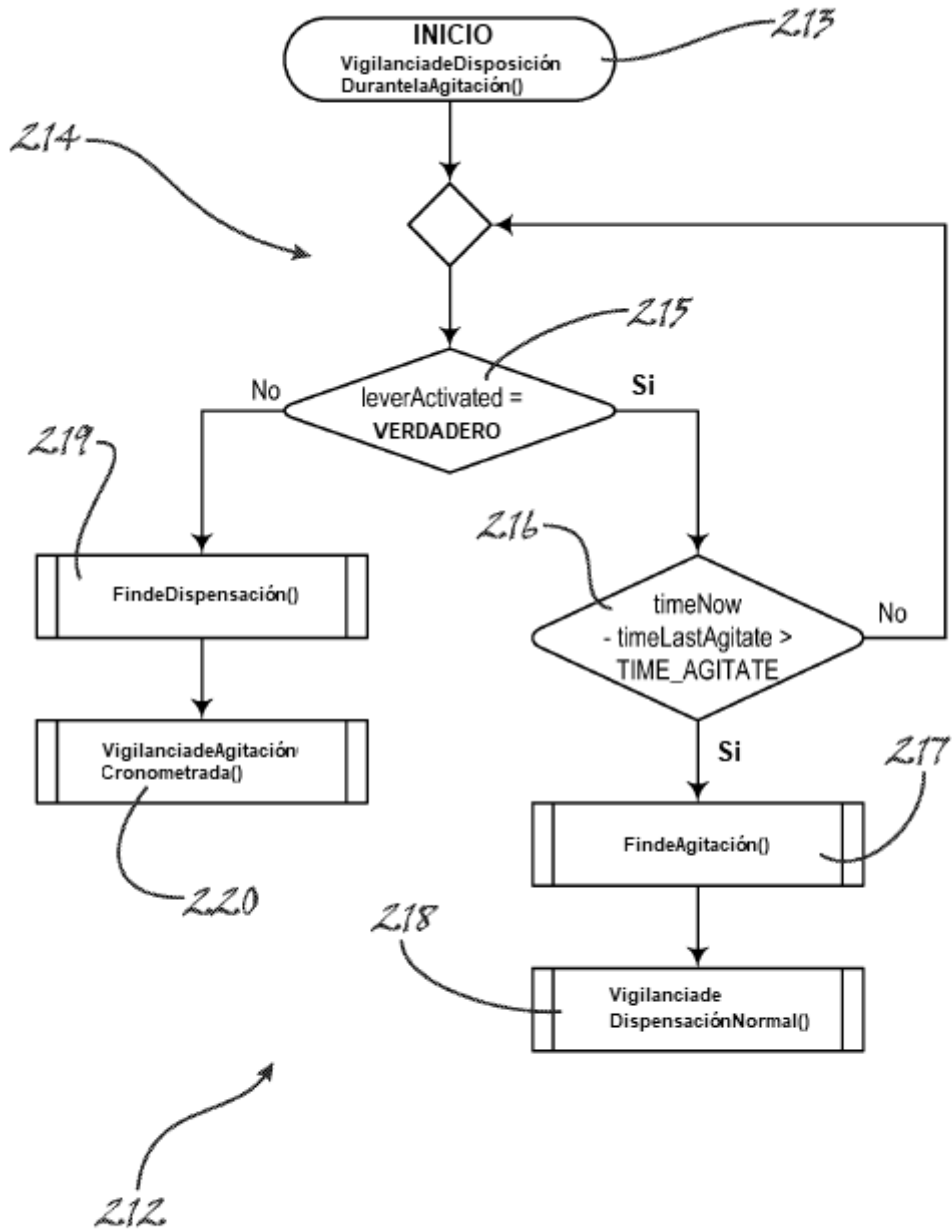 INICIO
VigilanciadeDisposición
DurantelaAgitación()
213
214
215
leverActivated =
VERDADERO
No
Si
219
216
FindeDispensación()
timeNow
- timeLastAgitate >
TIME_AGITATE
No
VigilanciadeAgitación
Cronometrada()
Si
217
220
FindeAgitación()
218
Vigilanciade
DispensaciónNormal()
212